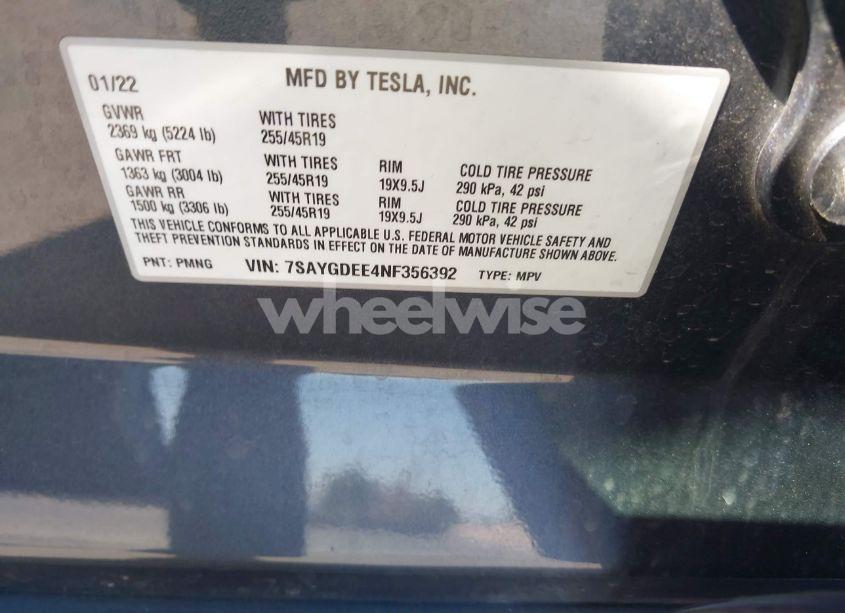 01/22 MFD BY TESLA, INC.
GVWR WITH TIRES
2369 kg (5224 lb) 255/45R19
GAWR FRT WITH TIRES RIM COLD TIRE PRESSURE
1363 kg (3004 lb) 255/45R19 19X9.5J 290 kPa, 42 psi
GAWR RR WITH TIRES RIM COLD TIRE PRESSURE
1500 kg (3306 lb) 255/45R19 19X9.5J 290 kPa, 42 psi
THIS VEHICLE CONFORMS TO ALL APPLICABLE U.S. FEDERAL MOTOR VEHICLE SAFETY AND
THEFT PREVENTION STANDARDS IN EFFECT ON THE DATE OF MANUFACTURE SHOWN ABOVE.
PNT: PMNG VIN: 7SAYGDEE4NF356392 TYPE: MPV
wheelwise